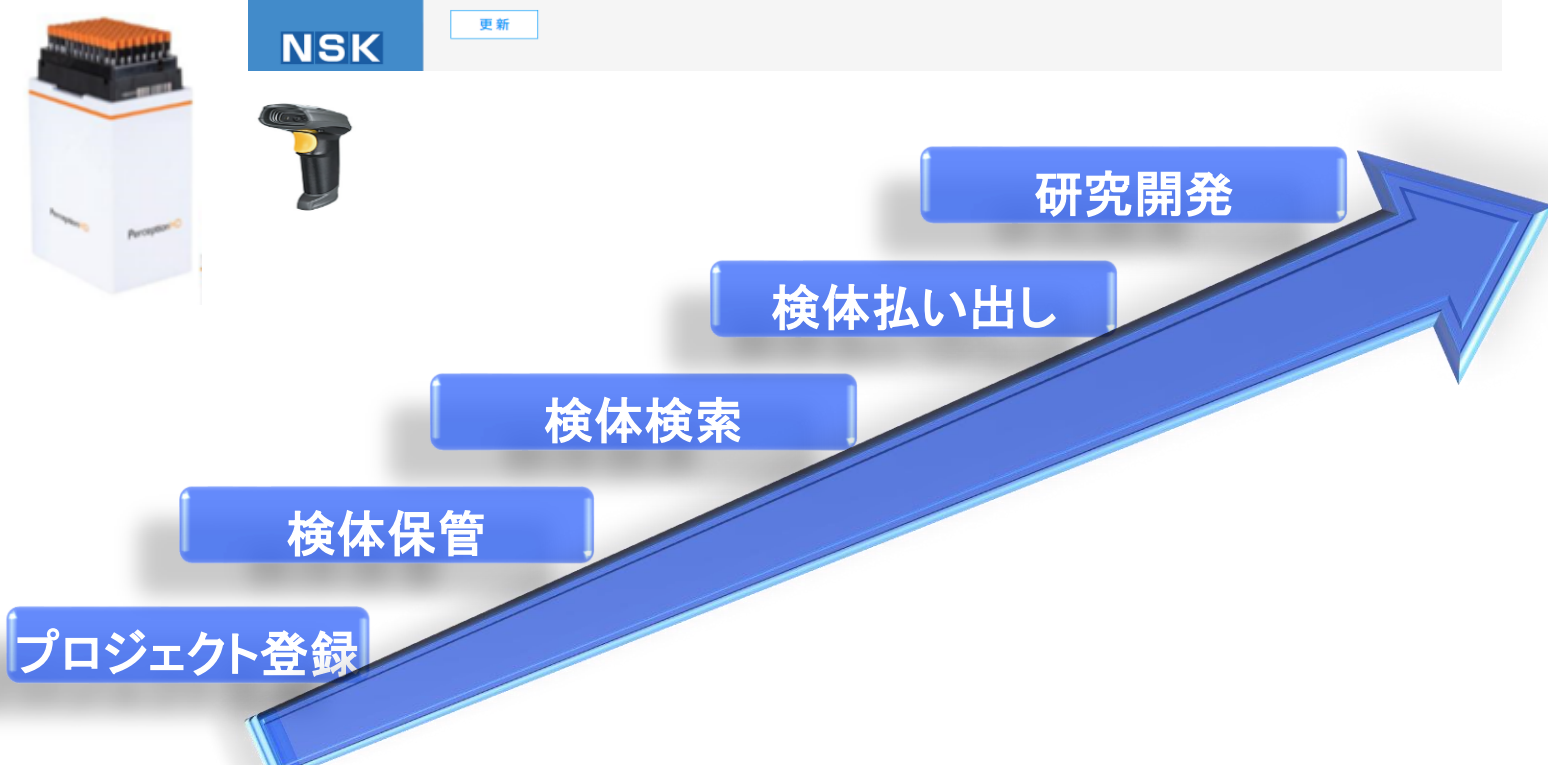 NSK
更新
研究開発
検体払い出し
検体検索
検体保管
プロジェクト登録